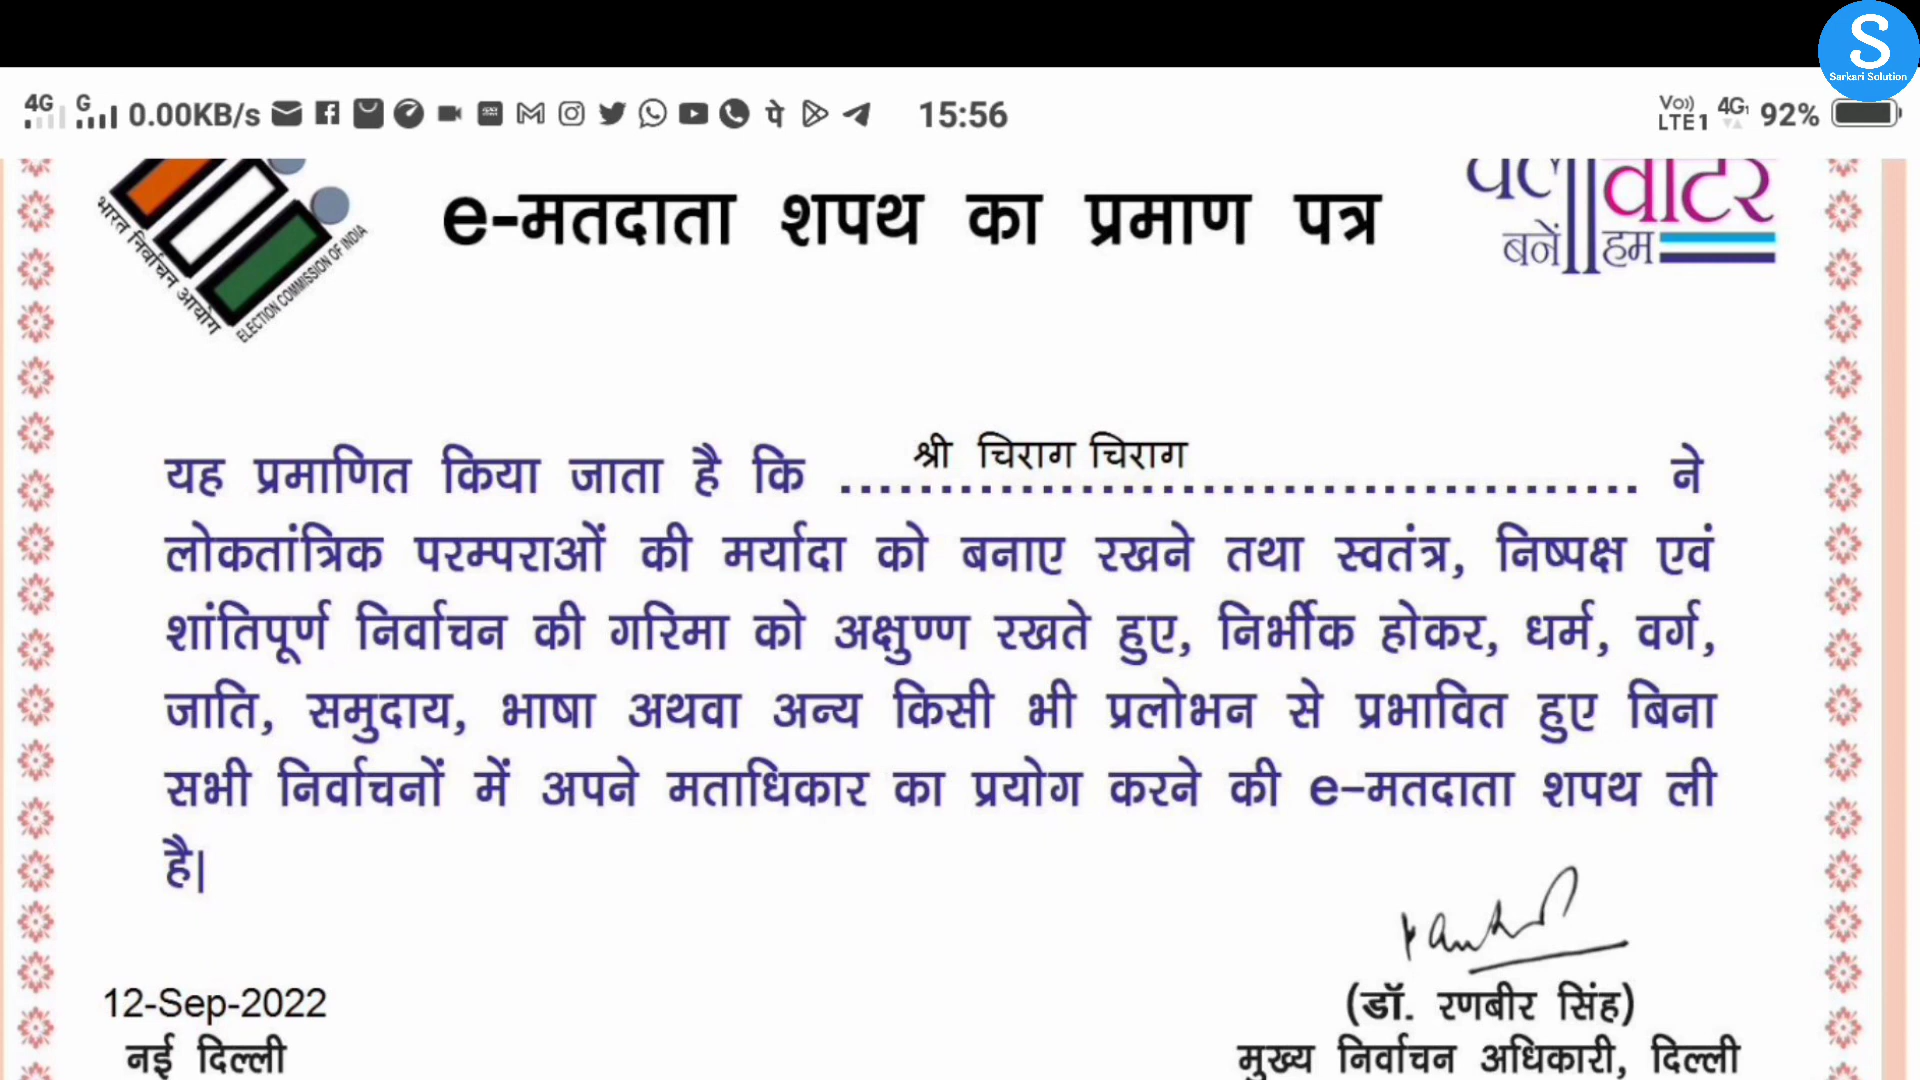 S
Sarkari Solution
4G G 0.00KB/s 15:56 Vo)) LTE1 4G 92%
भारत निर्वाचन आयोग
ELECTION COMMISSION OF INDIA
e-मतदाता शपथ का प्रमाण पत्र
वोटर
बनें हम
श्री चिराग चिराग
यह प्रमाणित किया जाता है कि ........................................ ने
लोकतांत्रिक परम्पराओं की मर्यादा को बनाए रखने तथा स्वतंत्र, निष्पक्ष एवं
शांतिपूर्ण निर्वाचन की गरिमा को अक्षुण्ण रखते हुए, निर्भीक होकर, धर्म, वर्ग,
जाति, समुदाय, भाषा अथवा अन्य किसी भी प्रलोभन से प्रभावित हुए बिना
सभी निर्वाचनों में अपने मताधिकार का प्रयोग करने की e-मतदाता शपथ ली
है|
12-Sep-2022
नई दिल्ली
(डॉ. रणबीर सिंह)
मुख्य निर्वाचन अधिकारी, दिल्ली